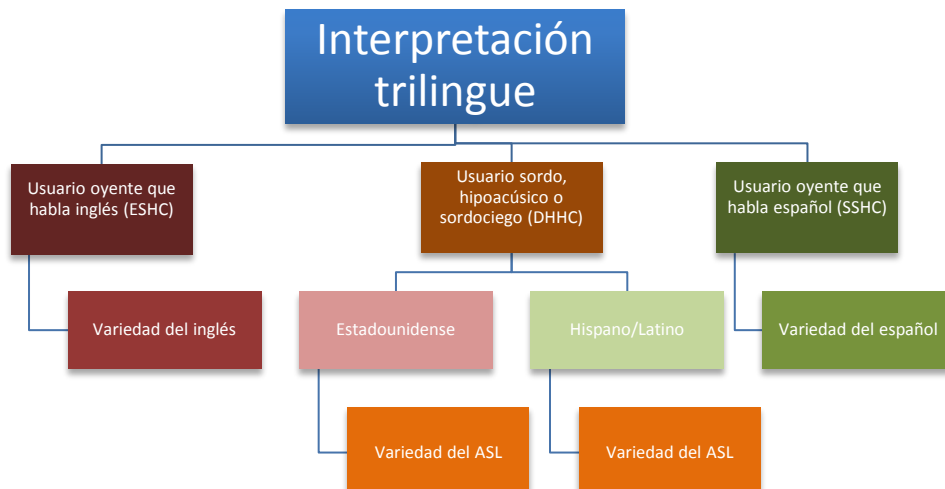 Interpretación
trilingue
Usuario oyente que
habla inglés (ESHC)
Usuario sordo,
hipoacúsico o
sordociego (DHHC)
Usuario oyente que
habla español (SSHC)
Variedad del inglés
Estadounidense
Hispano/Latino
Variedad del español
Variedad del ASL
Variedad del ASL